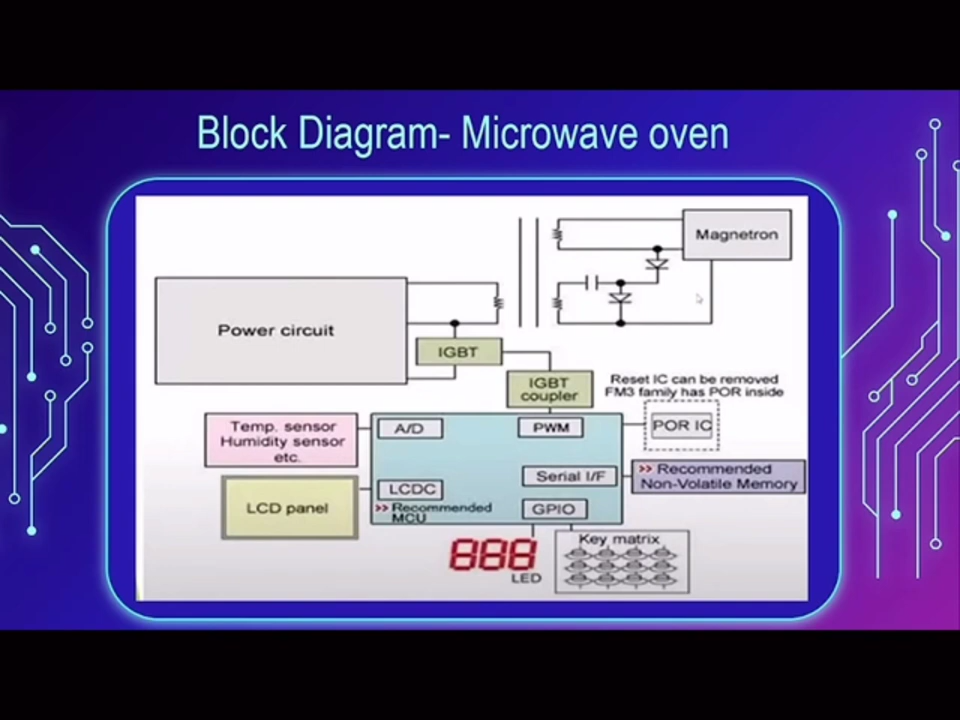 Block Diagram- Microwave oven
Magnetron
Power circuit
IGBT
IGBT
coupler
Reset IC can be removed
FM3 family has POR inside
POR IC
Temp. sensor
Humidity sensor
etc.
A/D
PWM
Serial I/F
>> Recommended
Non-Volatile Memory
LCD panel
LCDC
>> Recommended
MCU
GPIO
888
LED
Key matrix